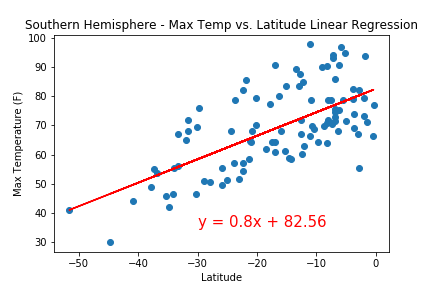 Southern Hemisphere - Max Temp vs. Latitude Linear Regression
100
90
80
70
60
50
40
30
Max Temperature (F)
y = 0.8x + 82.56
−50 −40 −30 −20 −10 0
Latitude